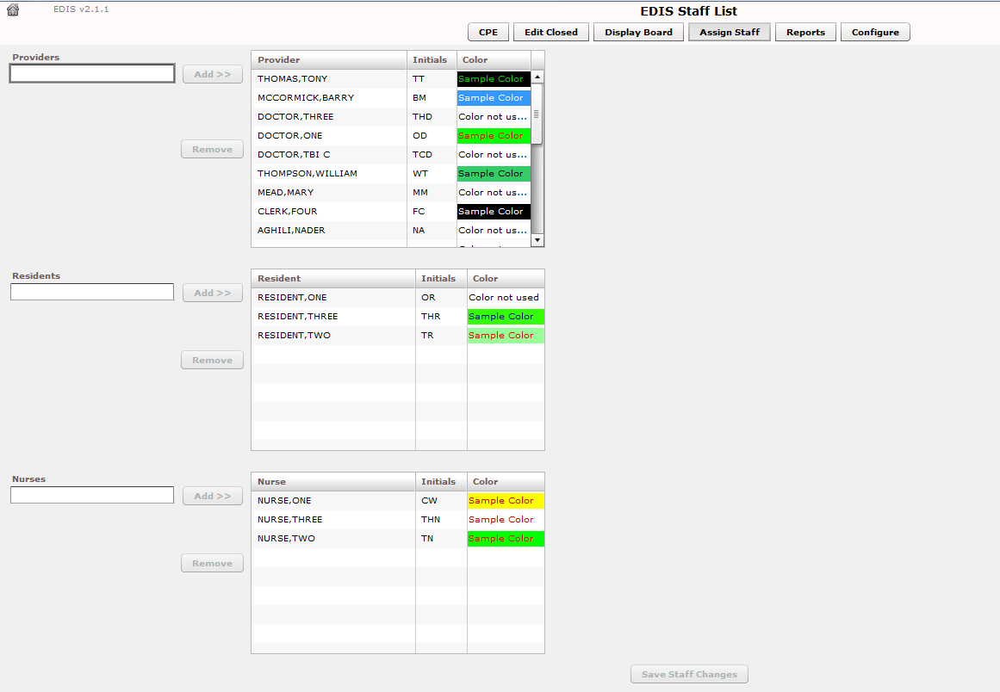 EDIS v2.1.1
EDIS Staff List
CPE Edit Closed Display Board Assign Staff Reports Configure
Providers
Add >>
Remove
Provider Initials Color
THOMAS,TONY TT Sample Color
MCCORMICK,BARRY BM Sample Color
DOCTOR,THREE THD Color not us...
DOCTOR,ONE OD Sample Color
DOCTOR,TBI C TCD Color not us...
THOMPSON,WILLIAM WT Sample Color
MEAD,MARY MM Color not us...
CLERK,FOUR FC Sample Color
AGHILI,NADER NA Color not us...
Residents
Add >>
Remove
Resident Initials Color
RESIDENT,ONE OR Color not used
RESIDENT,THREE THR Sample Color
RESIDENT,TWO TR Sample Color
Nurses
Add >>
Remove
Nurse Initials Color
NURSE,ONE CW Sample Color
NURSE,THREE THN Sample Color
NURSE,TWO TN Sample Color
Save Staff Changes